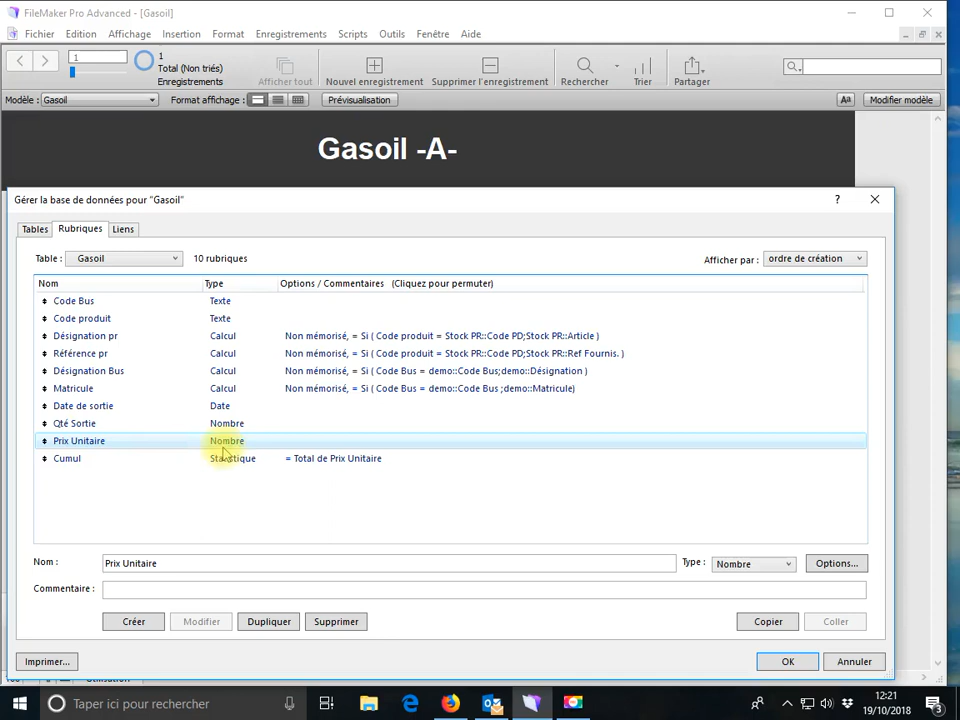 FileMaker Pro Advanced - [Gasoil]
Fichier Edition Affichage Insertion Format Enregistrements Scripts Outils Fenêtre Aide
1
1
Total (Non triés)
Enregistrements
Afficher tout
Nouvel enregistrement
Supprimer l'enregistrement
Rechercher
Trier
Partager
Modèle : Gasoil Format affichage : Prévisualisation Aa Modifier modèle
Gasoil -A-
Gérer la base de données pour "Gasoil"
?
Tables Rubriques Liens
Table : Gasoil 10 rubriques Afficher par : ordre de création
Nom Type Options / Commentaires (Cliquez pour permuter)
Code Bus Texte
Code produit Texte
Désignation pr Calcul Non mémorisé, = Si ( Code produit = Stock PR::Code PD;Stock PR::Article )
Référence pr Calcul Non mémorisé, = Si ( Code produit = Stock PR::Code PD;Stock PR::Ref Fournis. )
Désignation Bus Calcul Non mémorisé, = Si ( Code Bus = demo::Code Bus;demo::Désignation )
Matricule Calcul Non mémorisé, = Si ( Code Bus = demo::Code Bus ;demo::Matricule)
Date de sortie Date
Qté Sortie Nombre
Prix Unitaire Nombre
Cumul Statistique = Total de Prix Unitaire
Nom : Prix Unitaire Type : Nombre Options...
Commentaire :
Créer Modifier Dupliquer Supprimer Copier Coller
Imprimer... OK Annuler
Taper ici pour rechercher
12:21
19/10/2018
3